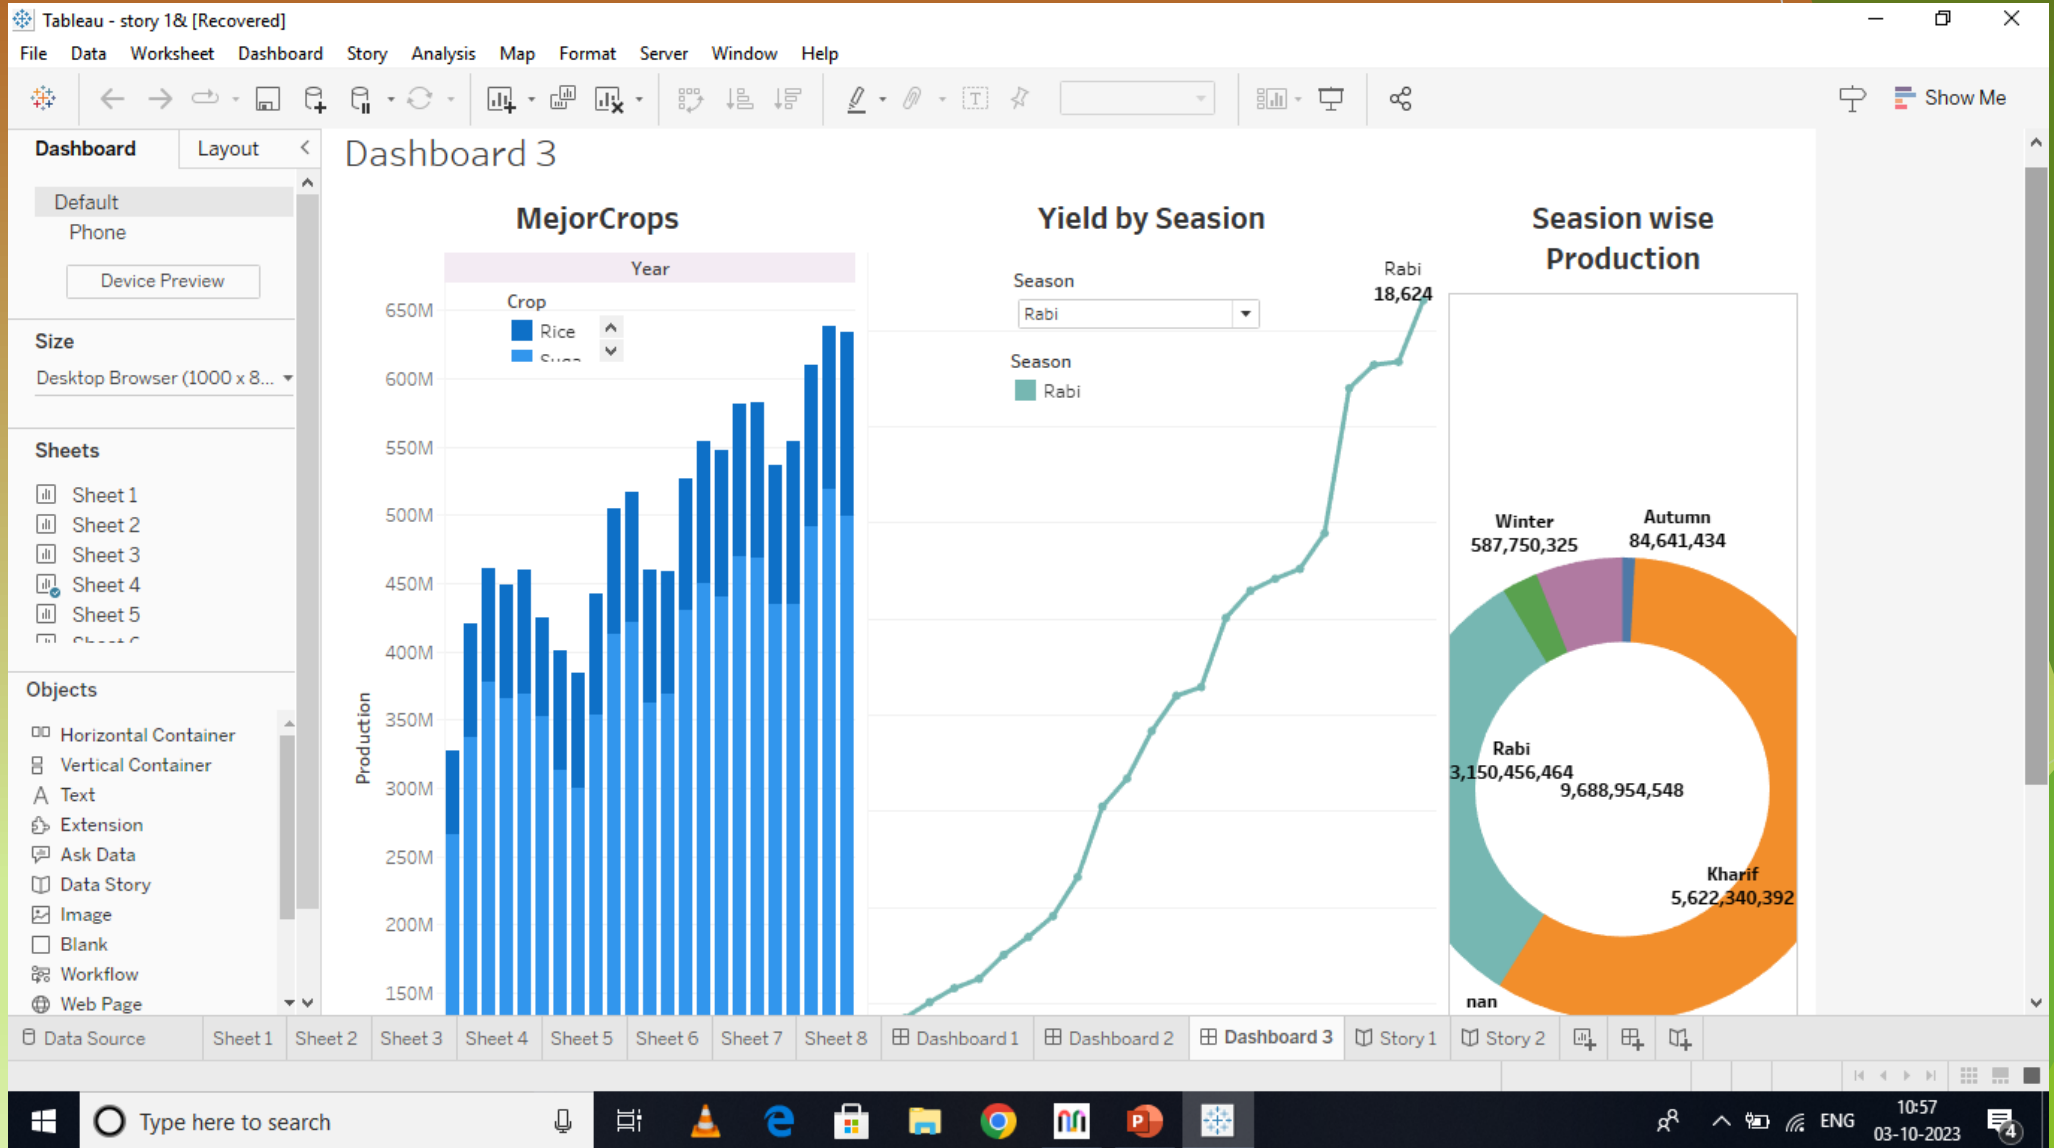 Tableau - story 1& [Recovered]
File Data Worksheet Dashboard Story Analysis Map Format Server Window Help
Show Me
Dashboard Layout
Default
Phone
Device Preview
Size
Desktop Browser (1000 x 8...
Sheets
Sheet 1
Sheet 2
Sheet 3
Sheet 4
Sheet 5
Objects
Horizontal Container
Vertical Container
Text
Extension
Ask Data
Data Story
Image
Blank
Workflow
Web Page
Dashboard 3
MejorCrops
Year
Crop
Rice
650M
600M
550M
500M
450M
400M
350M
300M
250M
200M
150M
Production
Yield by Seasion
Season
Rabi
Season
Rabi
Rabi
18,624
Seasion wise
Production
Winter
587,750,325
Autumn
84,641,434
Rabi
3,150,456,464
9,688,954,548
Kharif
5,622,340,392
nan
Data Source Sheet 1 Sheet 2 Sheet 3 Sheet 4 Sheet 5 Sheet 6 Sheet 7 Sheet 8 Dashboard 1 Dashboard 2 Dashboard 3 Story 1 Story 2
Type here to search
ENG
10:57
03-10-2023
4